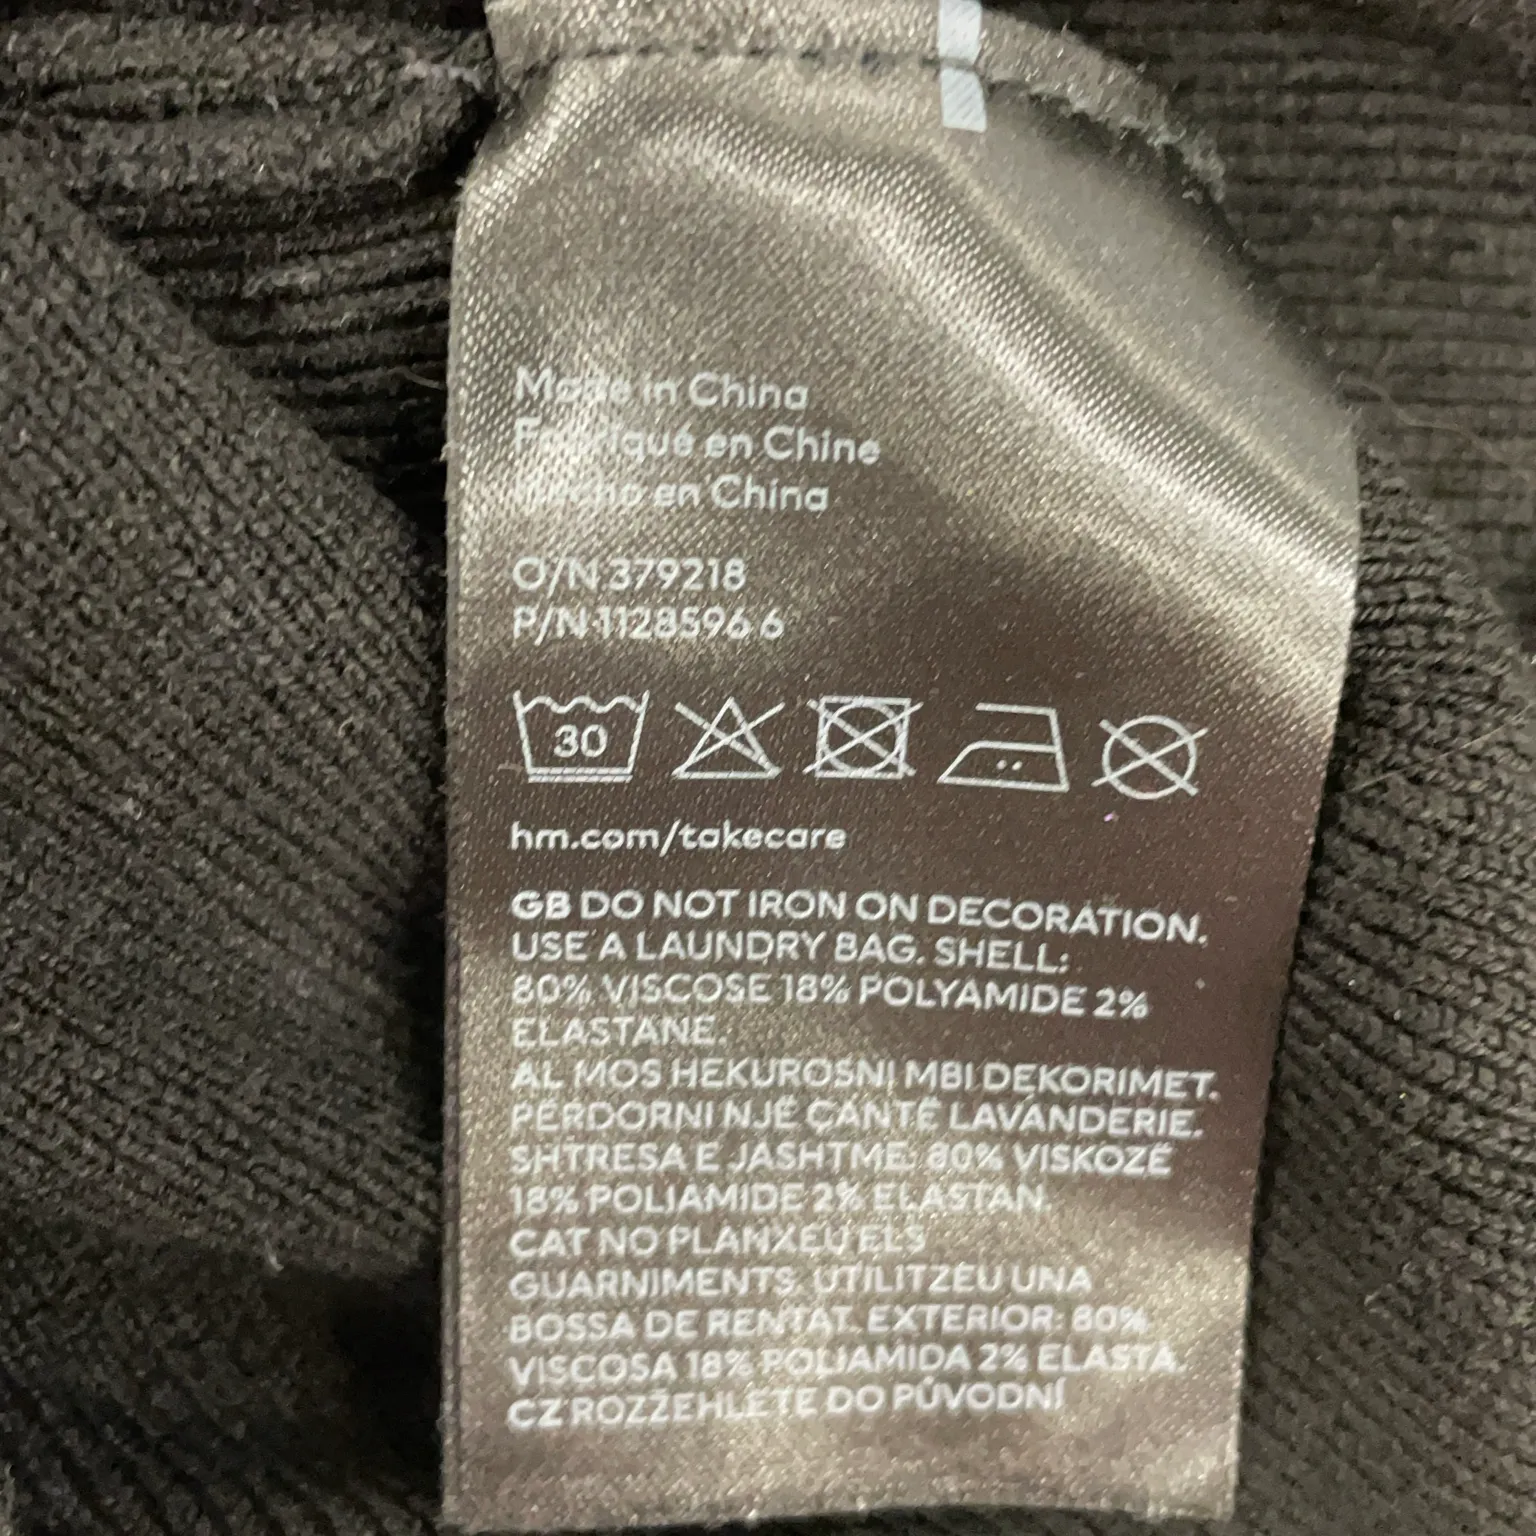 Made in China
Fabriqué en Chine
Hecho en China
O/N 379218
P/N 1128596 6
30
hm.com/takecare
GB DO NOT IRON ON DECORATION.
USE A LAUNDRY BAG. SHELL:
80% VISCOSE 18% POLYAMIDE 2%
ELASTANE.
AL MOS HEKUROSNI MBI DEKORIMET.
PËRDORNI NJË ÇANTË LAVANDERIE.
SHTRESA E JASHTME: 80% VISKOZË
18% POLIAMIDE 2% ELASTAN.
CAT NO PLANXEU ELS
GUARNIMENTS. UTILITZEU UNA
BOSSA DE RENTAT. EXTERIOR: 80%
VISCOSA 18% POLIAMIDA 2% ELASTA.
CZ ROZŽEHLETE DO PŮVODNÍ